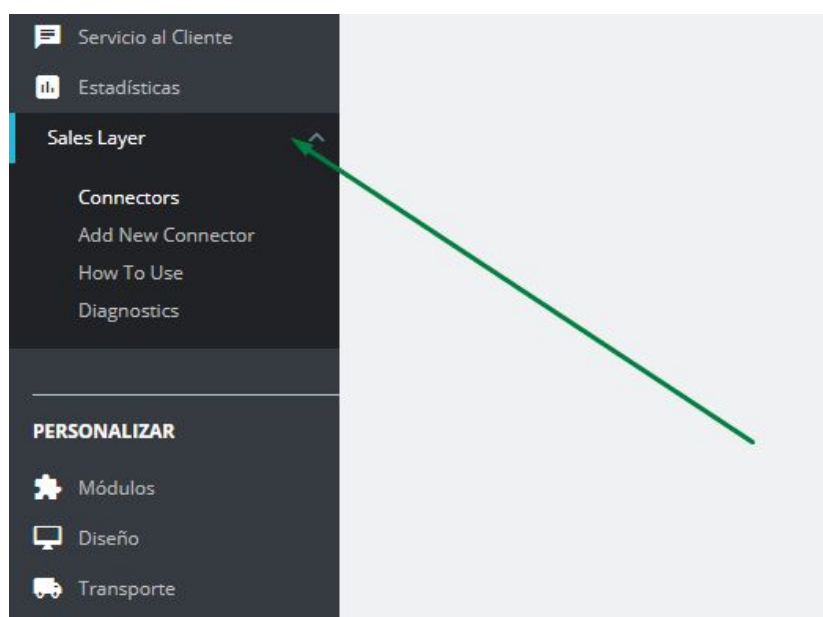 Servicio al Cliente
Estadísticas
Sales Layer
Connectors
Add New Connector
How To Use
Diagnostics
PERSONALIZAR
Módulos
Diseño
Transporte